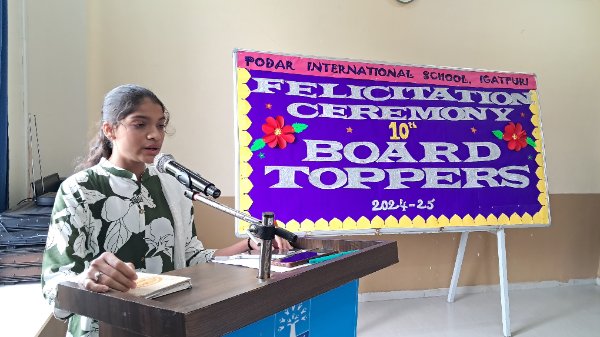 PODAR INTERNATIONAL SCHOOL, IGATPURI
FELICITATION
CEREMONY
10th
BOARD
TOPPERS
2024-25